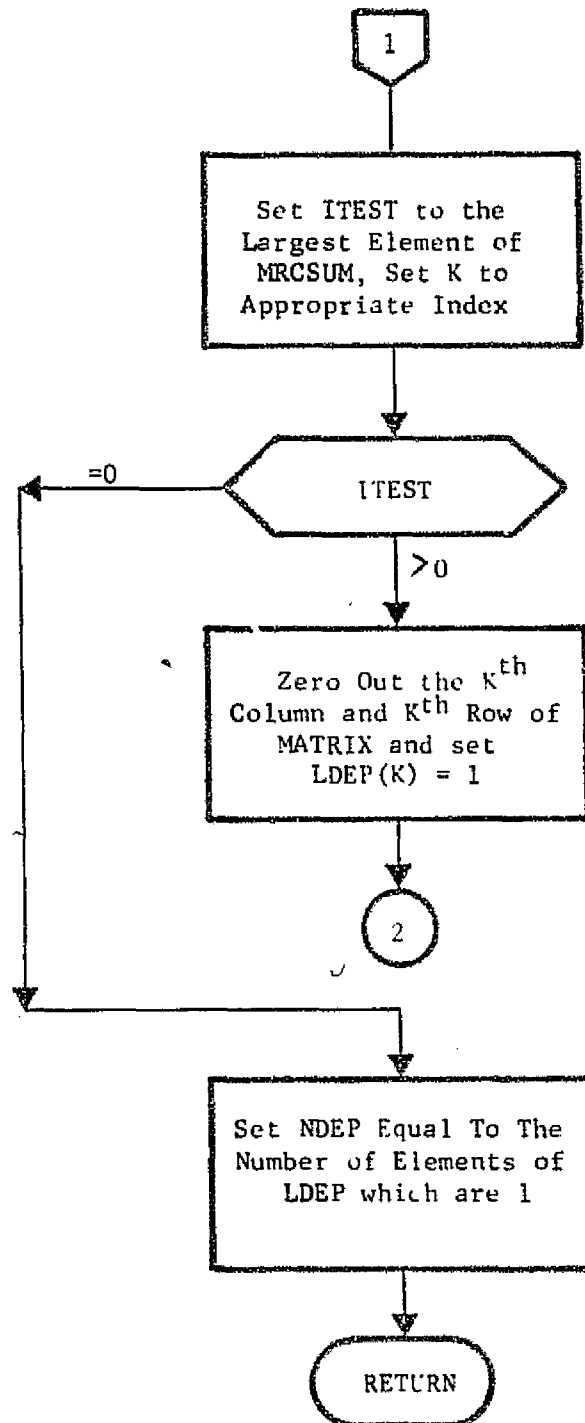 1
Set ITEST to the
Largest Element of
MRCSUM, Set K to
Appropriate Index
=0
ITEST
>0
Zero Out the Kth
Column and Kth Row of
MATRIX and set
LDEP(K) = 1
2
Set NDEP Equal To The
Number of Elements of
LDEP which are 1
RETURN